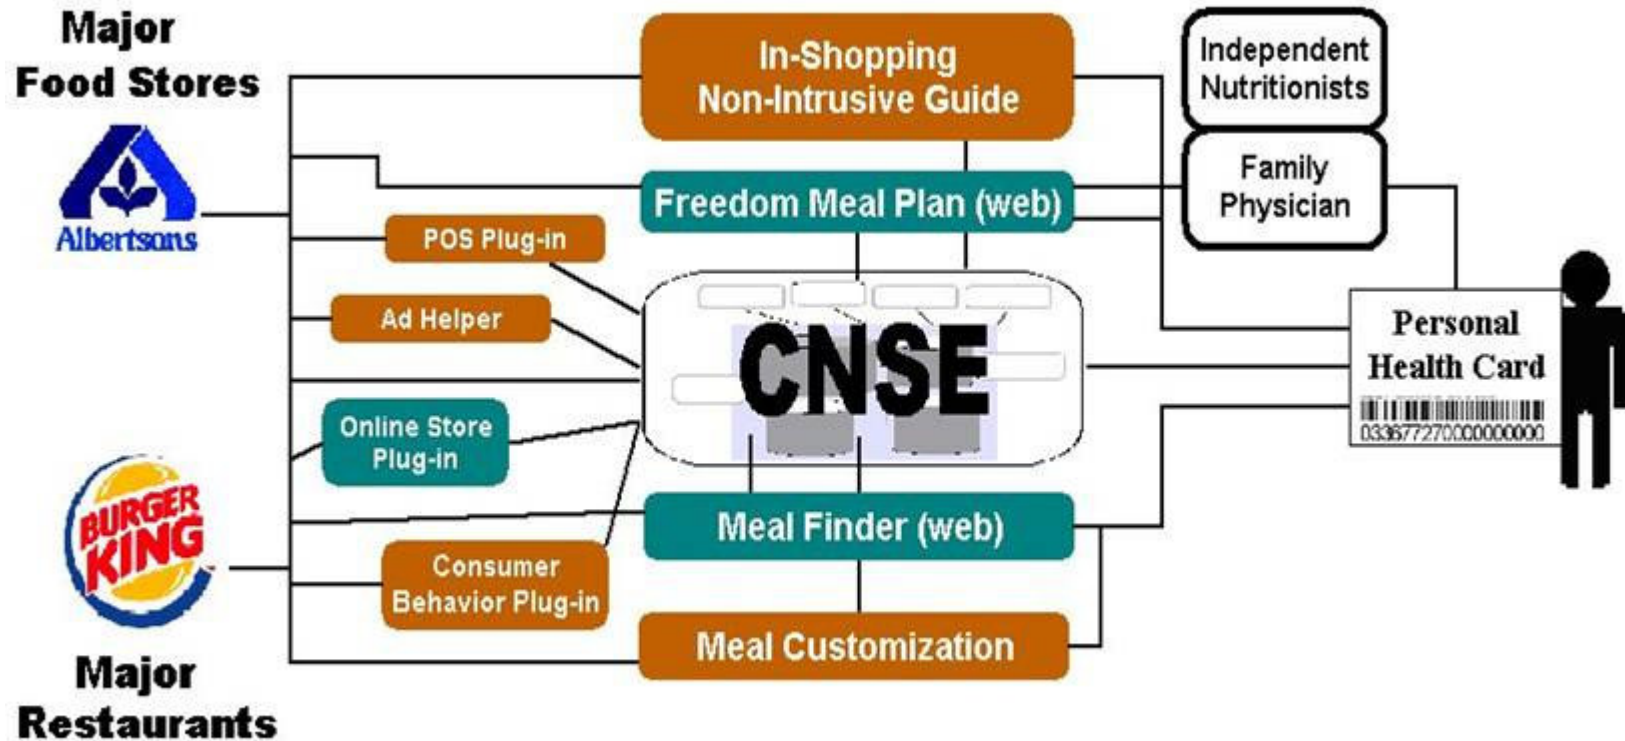 Major
Food Stores
Albertsons
In-Shopping
Non-Intrusive Guide
Independent
Nutritionists
Family
Physician
Freedom Meal Plan (web)
POS Plug-in
Ad Helper
CNSE
Personal
Health Card
033677270000000000
Online Store
Plug-in
BURGER
KING
Meal Finder (web)
Consumer
Behavior Plug-in
Meal Customization
Major
Restaurants